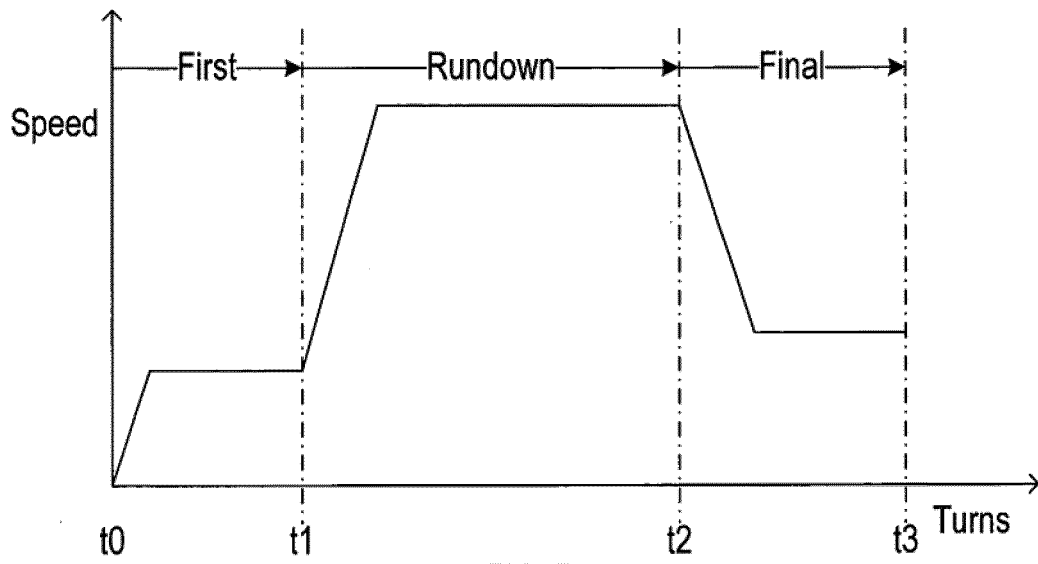 First
Rundown
Final
Speed
t0
t1
t2
t3
Turns